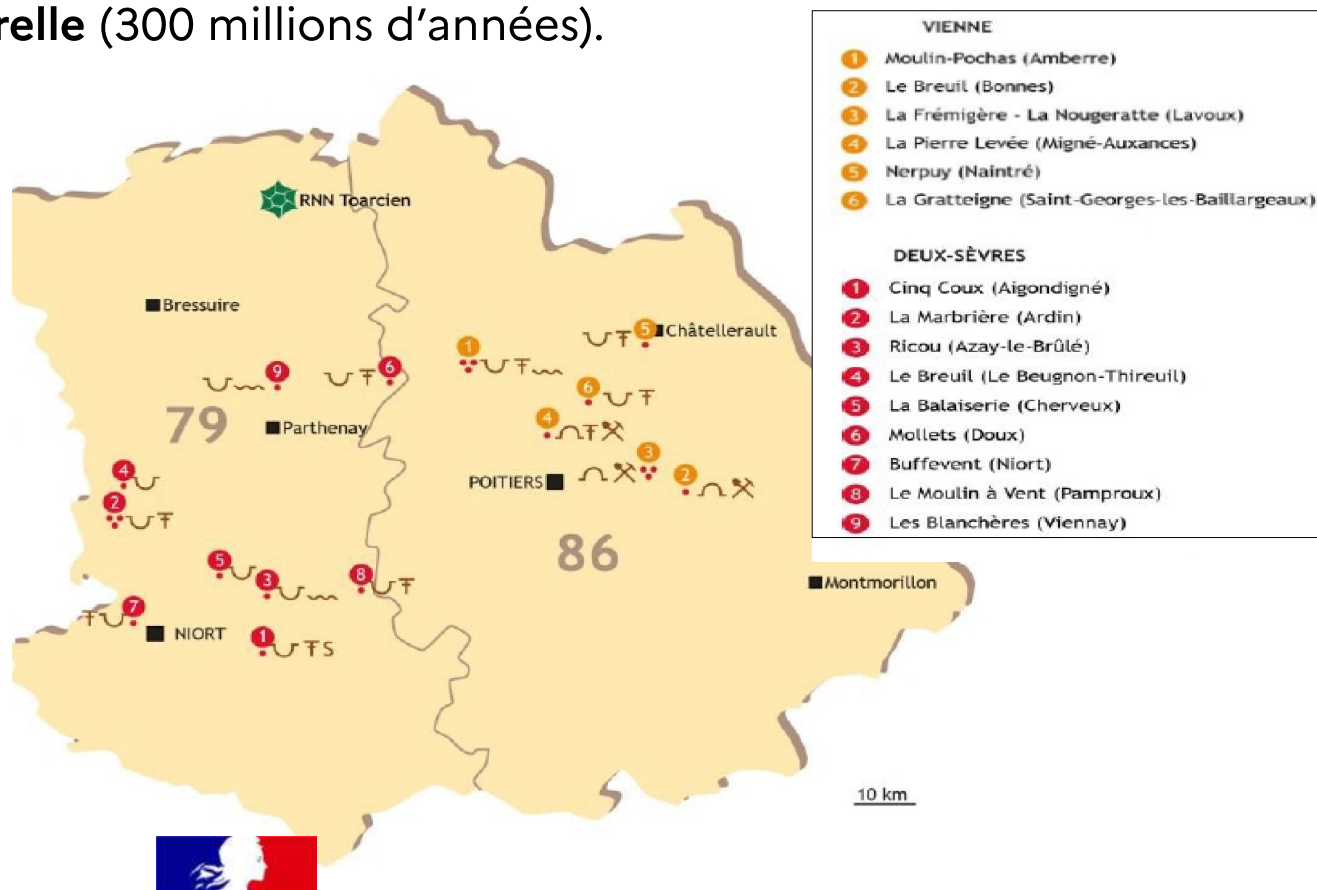 relle (300 millions d’années).
VIENNE
1 Moulin-Pochas (Amberre)
2 Le Breuil (Bonnes)
3 La Frémigère - La Nougeratte (Lavoux)
4 La Pierre Levée (Migné-Auxances)
5 Nerpuy (Naintré)
6 La Gratteigne (Saint-Georges-les-Baillargeaux)
DEUX-SÈVRES
1 Cinq Coux (Aigondigné)
2 La Marbrière (Ardin)
3 Ricou (Azay-le-Brûlé)
4 Le Breuil (Le Beugnon-Thireuil)
5 La Balaiserie (Cherveux)
6 Mollets (Doux)
7 Buffevent (Niort)
8 Le Moulin à Vent (Pamproux)
9 Les Blanchères (Viennay)
RNN Toarcien
Bressuire
5 Châtellerault
1
9
6
6
79
Parthenay
4
3
4
POITIERS
2
2
86
5
3
8
Montmorillon
7
NIORT
1
S
10 km